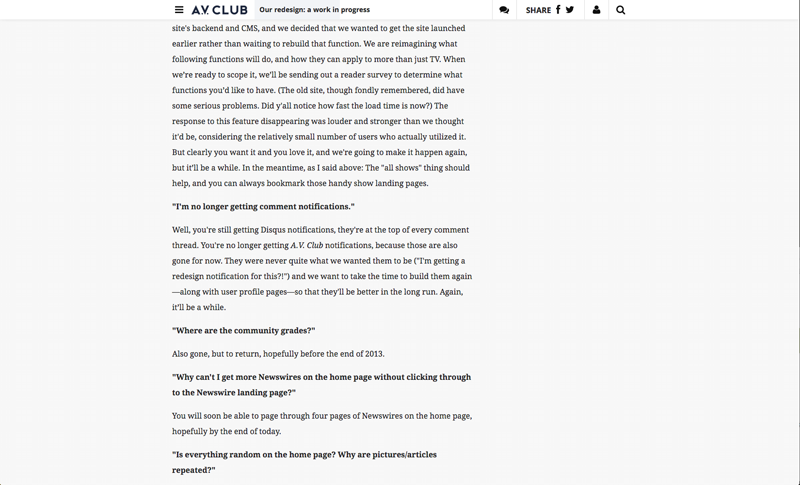 A.V. CLUB
Our redesign: a work in progress
SHARE
site's backend and CMS, and we decided that we wanted to get the site launched
earlier rather than waiting to rebuild that function. We are reimagining what
following functions will do, and how they can apply to more than just TV. When
we're ready to scope it, we'll be sending out a reader survey to determine what
functions you'd like to have. (The old site, though fondly remembered, did have
some serious problems. Did y'all notice how fast the load time is now?) The
response to this feature disappearing was louder and stronger than we thought
it'd be, considering the relatively small number of users who actually utilized it.
But clearly you want it and you love it, and we're going to make it happen again,
but it'll be a while. In the meantime, as I said above: The "all shows" thing should
help, and you can always bookmark those handy show landing pages.
"I'm no longer getting comment notifications."
Well, you're still getting Disqus notifications, they're at the top of every comment
thread. You're no longer getting A.V. Club notifications, because those are also
gone for now. They were never quite what we wanted them to be ("I'm getting a
redesign notification for this?!") and we want to take the time to build them again
—along with user profile pages—so that they'll be better in the long run. Again,
it'll be a while.
"Where are the community grades?"
Also gone, but to return, hopefully before the end of 2013.
"Why can't I get more Newswires on the home page without clicking through
to the Newswire landing page?"
You will soon be able to page through four pages of Newswires on the home page,
hopefully by the end of today.
"Is everything random on the home page? Why are pictures/articles
repeated?"